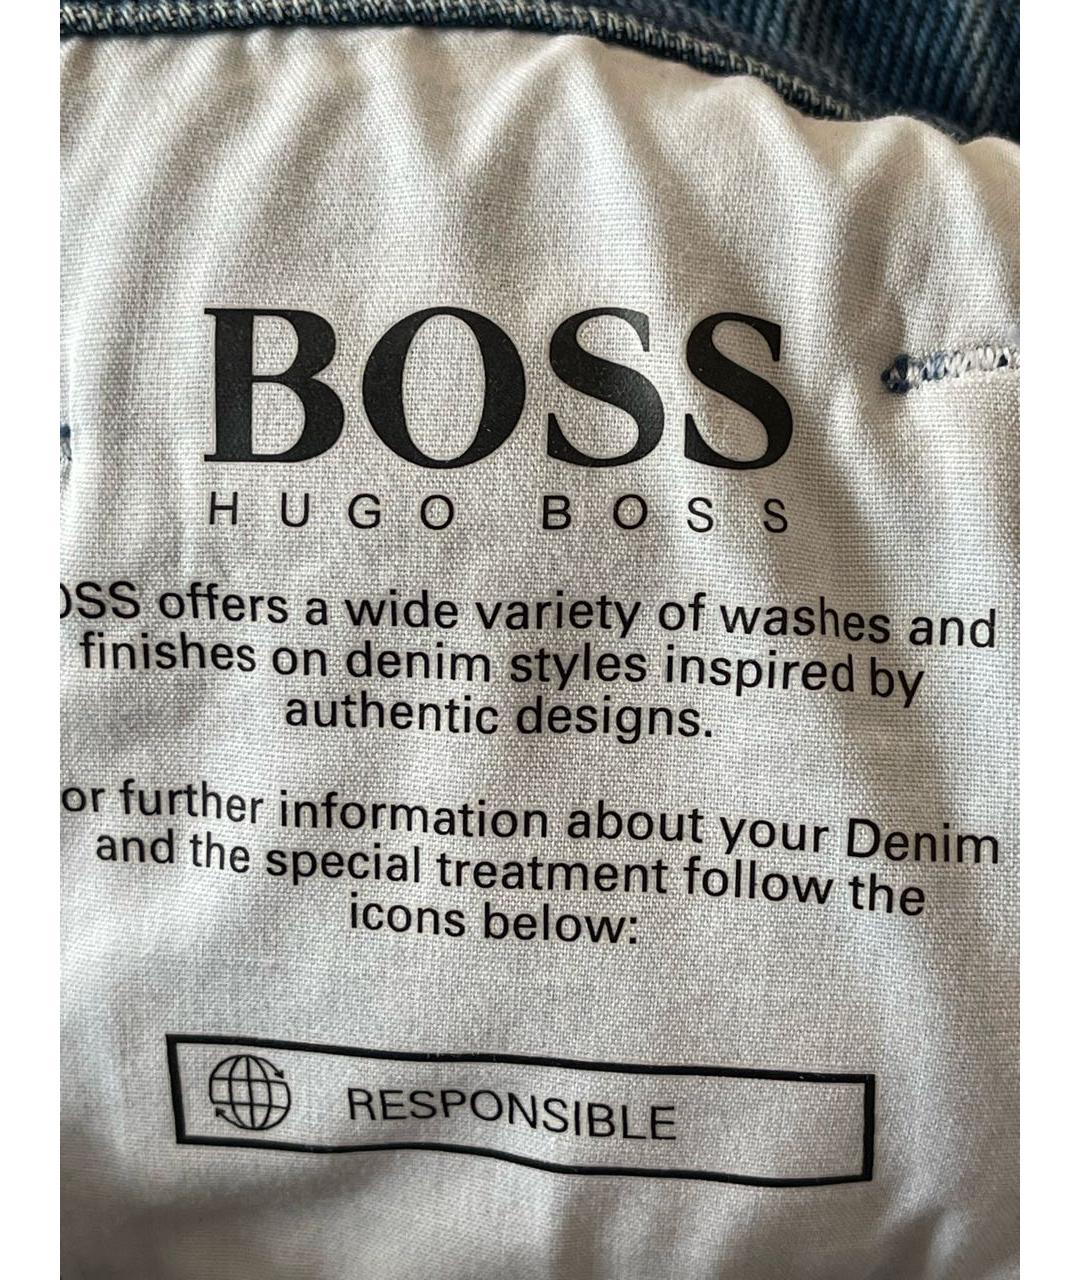 BOSS
HUGO BOSS
OSS offers a wide variety of washes and
finishes on denim styles inspired by
authentic designs.
or further information about your Denim
and the special treatment follow the
icons below:
RESPONSIBLE